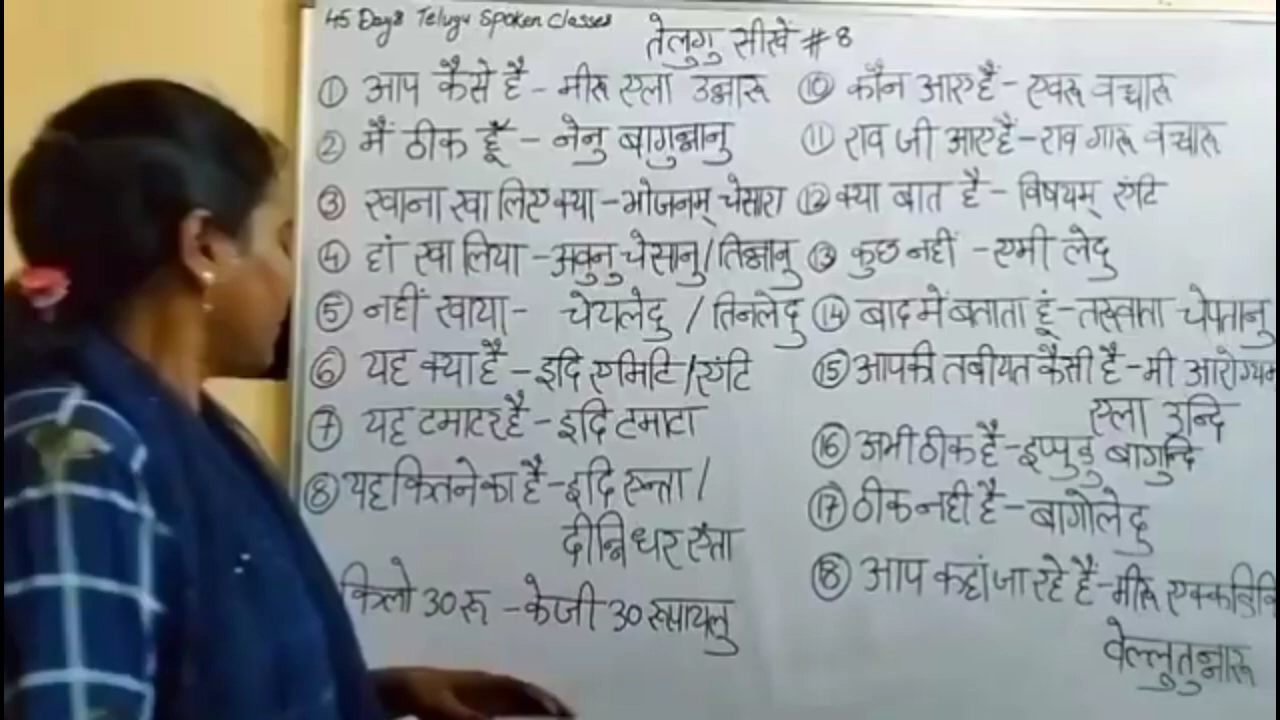 45 Days Telugu Spoken Classes
तेलुगु सीखें # 8
① आप कैसे है - मीरू एला उन्नारू
② मैं ठीक हूँ - नेनु बागुन्नानु
③ खाना खा लिए क्या - भोजनम् चेसारा
④ हां खा लिया - अवुनु चेसानु / तिन्नानु
⑤ नहीं खाया - चेयलेदु / तिनलेदु
⑥ यह क्या है - इदि एमिटि / एंटि
⑦ यह टमाटर है - इदि टमाटा
⑧ यह कितने का है - इदि एन्ता /
दीन्नि धर एंता
किलो 30 रू - केजी 30 रूपायलु
⑩ कौन आए हैं - एवरू वच्चारू
⑪ राव जी आए हैं - राव गारू वच्चारू
⑫ क्या बात है - विषयम् एंटि
⑬ कुछ नहीं - एमी लेदु
⑭ बाद में बताता हूं - तरूवाता चेपतानु
⑮ आपकी तबीयत कैसी है - मी आरोग्यम
एला उन्दि
⑯ अभी ठीक है - इप्पुडु बागुन्दि
⑰ ठीक नही है - बागोलेदु
⑱ आप कहां जा रहे हैं - मीरू एक्कडिकि
वेल्लुतुन्नारू